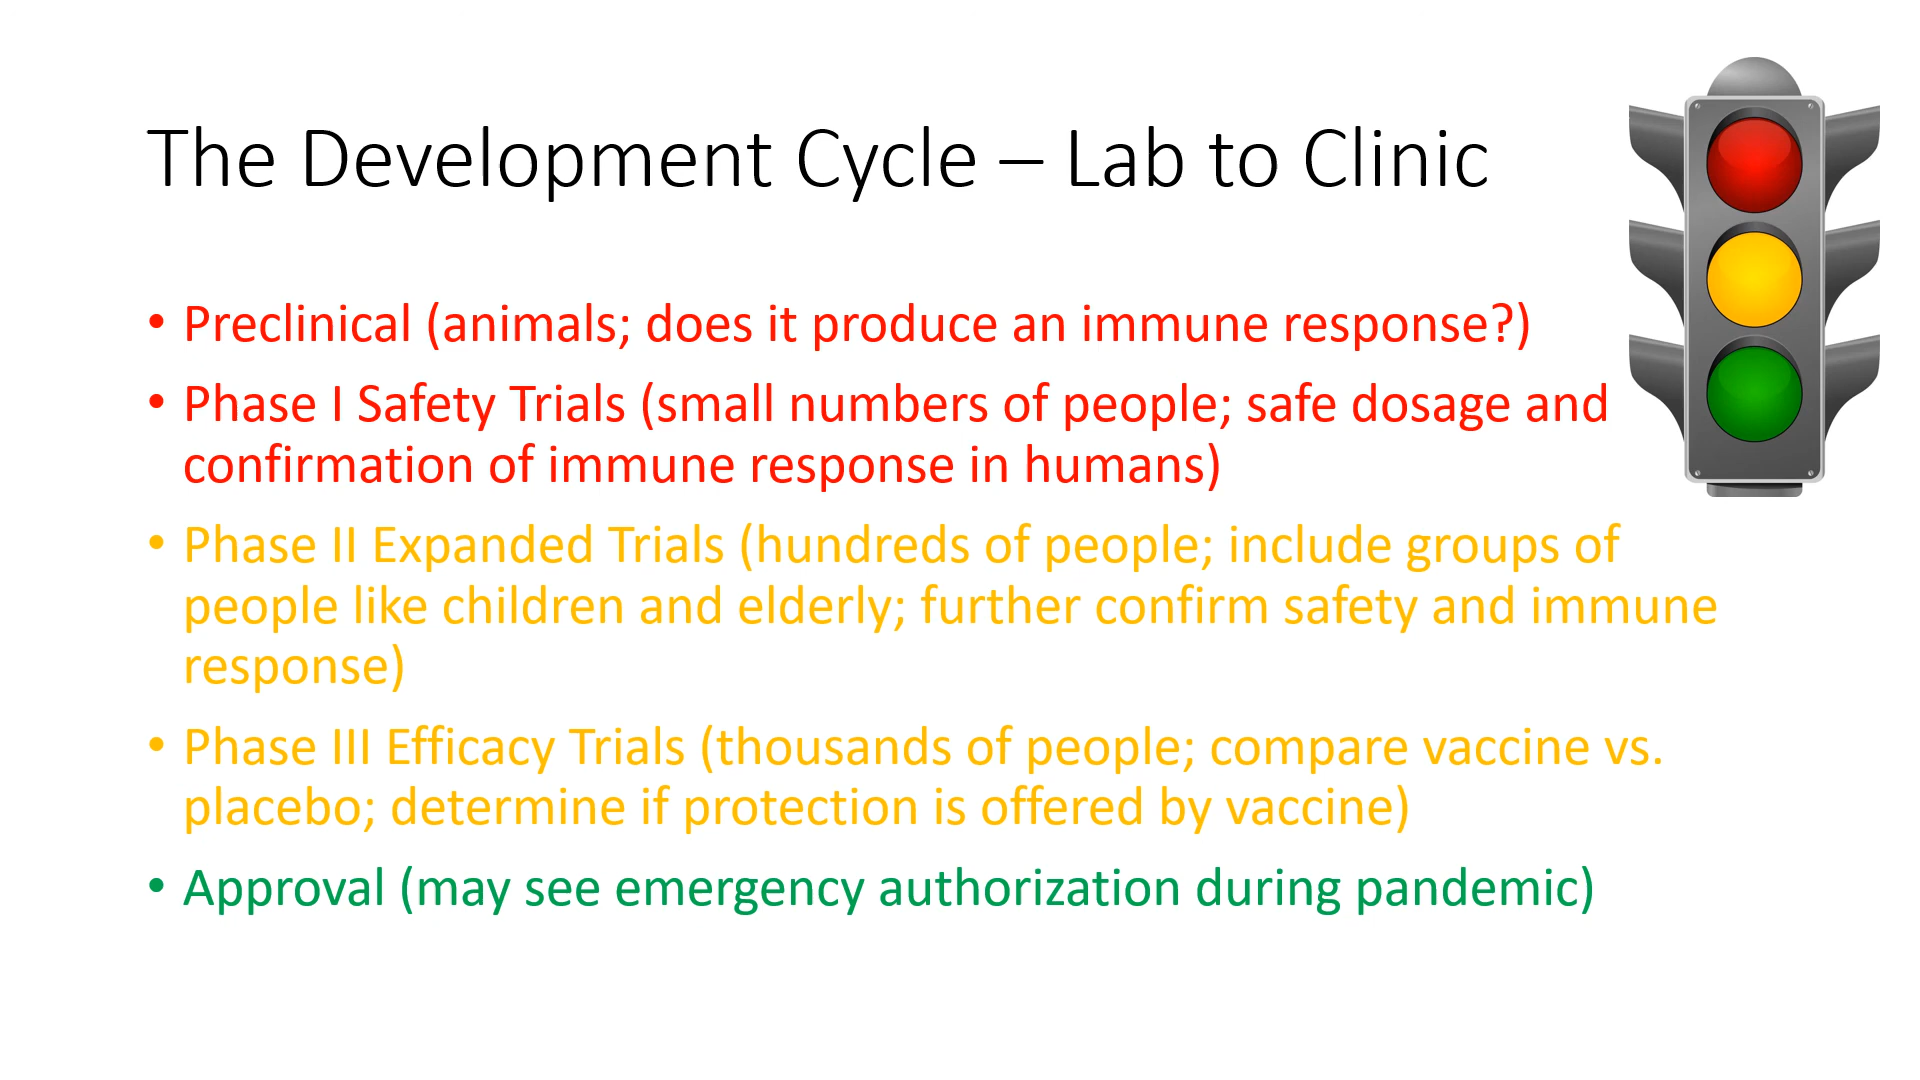 The Development Cycle – Lab to Clinic
• Preclinical (animals; does it produce an immune response?)
• Phase I Safety Trials (small numbers of people; safe dosage and
confirmation of immune response in humans)
• Phase II Expanded Trials (hundreds of people; include groups of
people like children and elderly; further confirm safety and immune
response)
• Phase III Efficacy Trials (thousands of people; compare vaccine vs.
placebo; determine if protection is offered by vaccine)
• Approval (may see emergency authorization during pandemic)